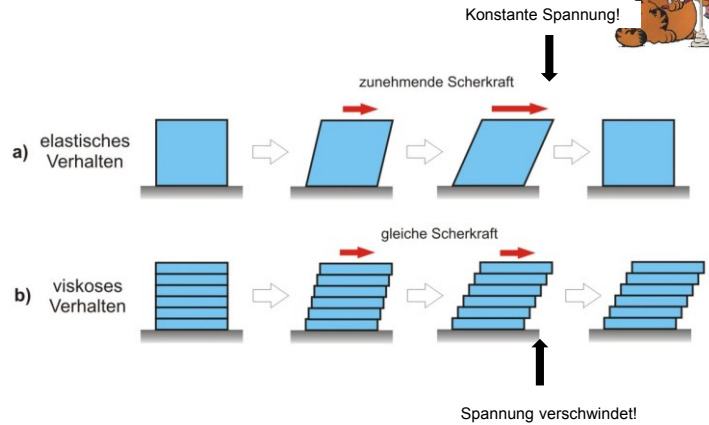 Konstante Spannung!
zunehmende Scherkraft
a) elastisches
Verhalten
gleiche Scherkraft
b) viskoses
Verhalten
Spannung verschwindet!